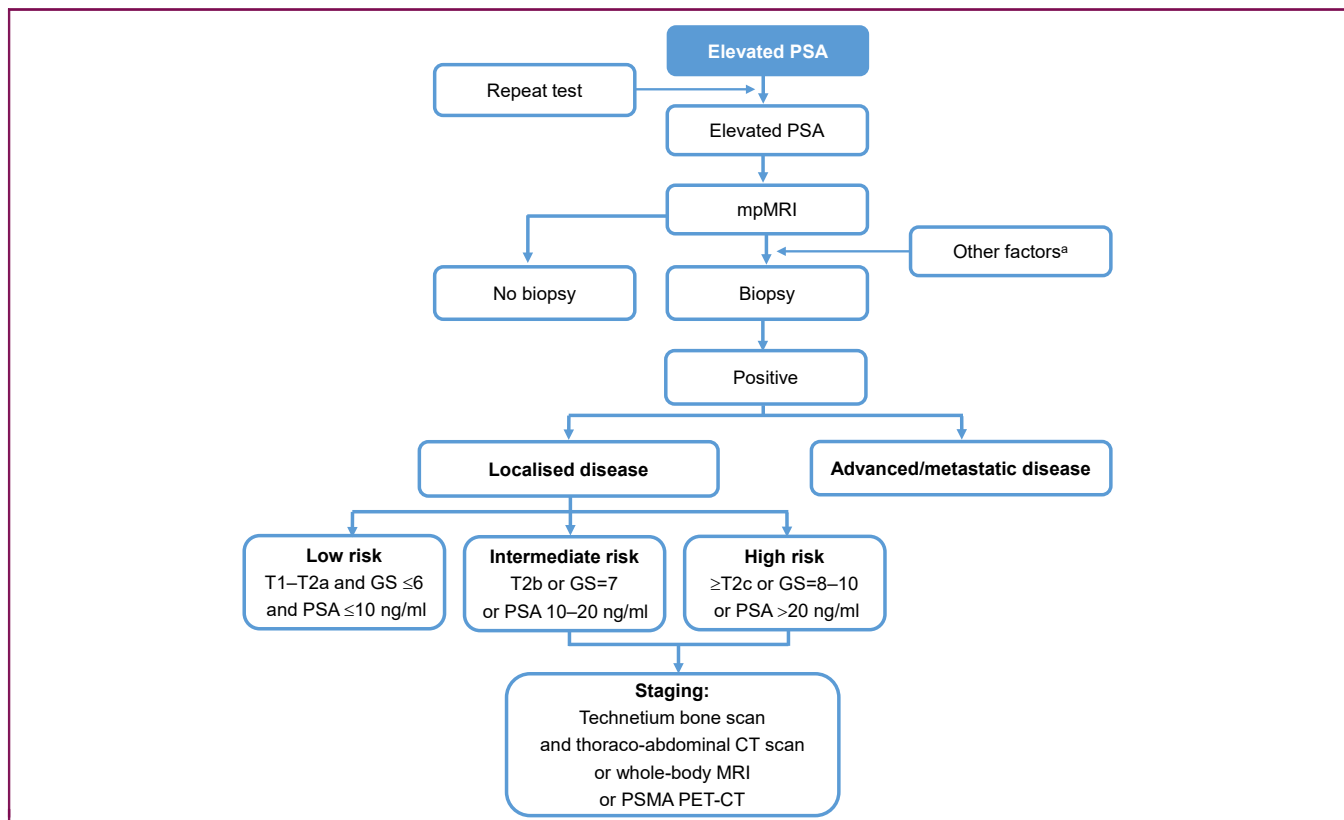 Elevated PSA
Repeat test
Elevated PSA
mpMRI
Other factorsᵃ
No biopsy
Biopsy
Positive
Localised disease
Advanced/metastatic disease
Low risk
T1–T2a and GS ≤6
and PSA ≤10 ng/ml
Intermediate risk
T2b or GS=7
or PSA 10–20 ng/ml
High risk
≥T2c or GS=8–10
or PSA >20 ng/ml
Staging:
Technetium bone scan
and thoraco-abdominal CT scan
or whole-body MRI
or PSMA PET-CT